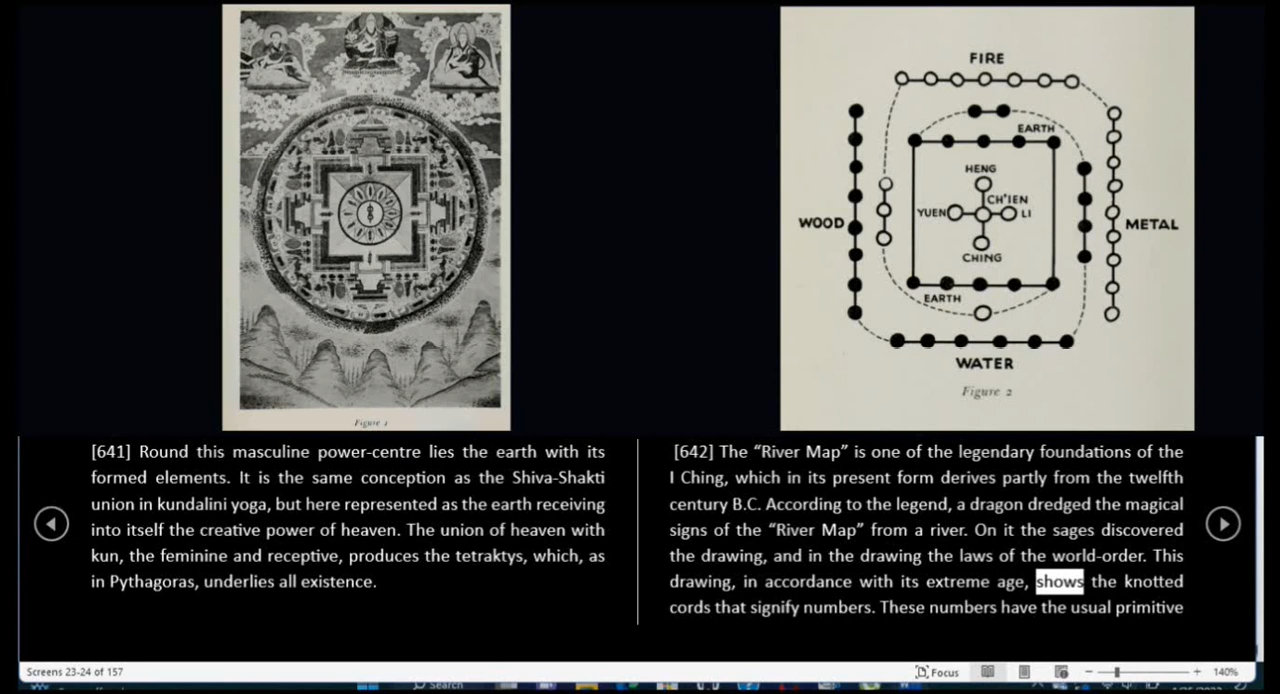 Figure 1
FIRE
EARTH
HENG
CH'IEN
YUEN
LI
WOOD
METAL
CHING
EARTH
WATER
Figure 2
[641] Round this masculine power-centre lies the earth with its
formed elements. It is the same conception as the Shiva-Shakti
union in kundalini yoga, but here represented as the earth receiving
into itself the creative power of heaven. The union of heaven with
kun, the feminine and receptive, produces the tetraktys, which, as
in Pythagoras, underlies all existence.
[642] The “River Map” is one of the legendary foundations of the
I Ching, which in its present form derives partly from the twelfth
century B.C. According to the legend, a dragon dredged the magical
signs of the “River Map” from a river. On it the sages discovered
the drawing, and in the drawing the laws of the world-order. This
drawing, in accordance with its extreme age, shows the knotted
cords that signify numbers. These numbers have the usual primitive
Screens 23-24 of 157
Focus
140%
Search